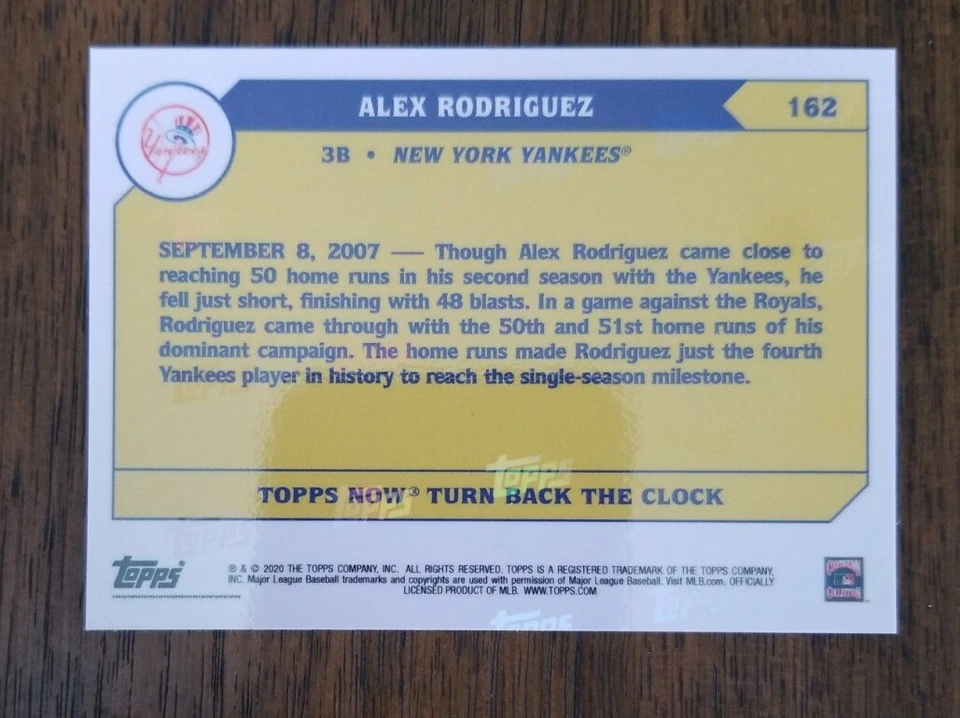 ALEX RODRIGUEZ 162
Yankees
3B • NEW YORK YANKEES®
SEPTEMBER 8, 2007 — Though Alex Rodriguez came close to
reaching 50 home runs in his second season with the Yankees, he
fell just short, finishing with 48 blasts. In a game against the Royals,
Rodriguez came through with the 50th and 51st home runs of his
dominant campaign. The home runs made Rodriguez just the fourth
Yankees player in history to reach the single-season milestone.
topps
TOPPS NOW® TURN BACK THE CLOCK
topps
topps
topps
® & © 2020 THE TOPPS COMPANY, INC. ALL RIGHTS RESERVED. TOPPS IS A REGISTERED TRADEMARK OF THE TOPPS COMPANY,
INC. Major League Baseball trademarks and copyrights are used with permission of Major League Baseball. Visit MLB.com. OFFICIALLY
LICENSED PRODUCT OF MLB. WWW.TOPPS.COM
topps